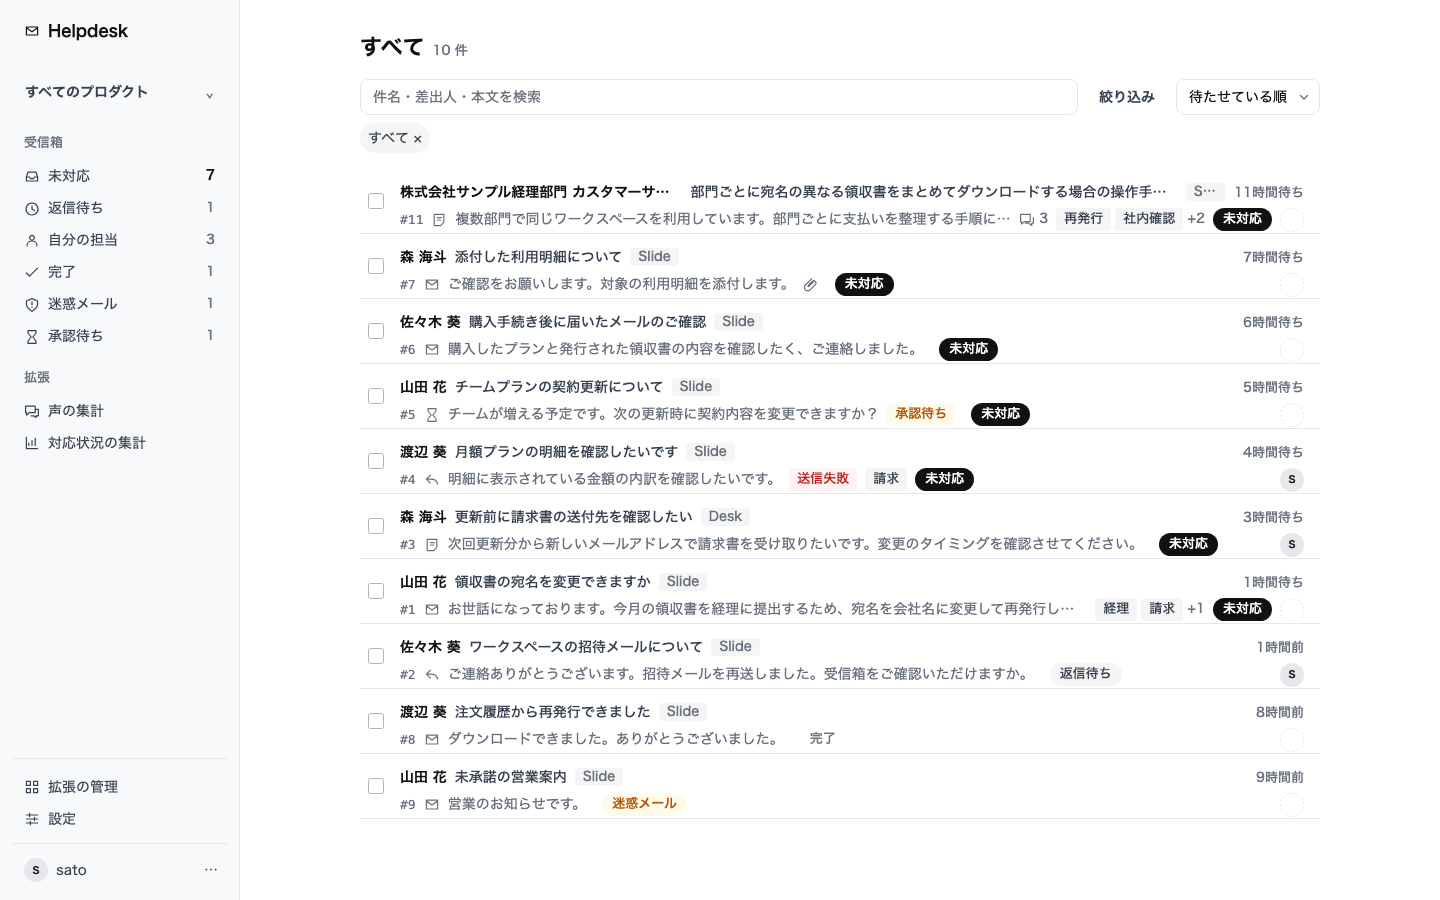 Helpdesk
すべてのプロダクト
受信箱
未対応 7
返信待ち 1
自分の担当 3
完了 1
迷惑メール 1
承認待ち 1
拡張
声の集計
対応状況の集計
拡張の管理
設定
S sato …
すべて 10 件
件名・差出人・本文を検索 絞り込み 待たせている順
すべて ×
株式会社サンプル経理部門 カスタマーサ… 部門ごとに宛名の異なる領収書をまとめてダウンロードする場合の操作手… S… 11時間待ち
#11 複数部門で同じワークスペースを利用しています。部門ごとに支払いを整理する手順に… 3 再発行 社内確認 +2 未対応
森 海斗 添付した利用明細について Slide 7時間待ち
#7 ご確認をお願いします。対象の利用明細を添付します。 未対応
佐々木 葵 購入手続き後に届いたメールのご確認 Slide 6時間待ち
#6 購入したプランと発行された領収書の内容を確認したく、ご連絡しました。 未対応
山田 花 チームプランの契約更新について Slide 5時間待ち
#5 チームが増える予定です。次の更新時に契約内容を変更できますか？ 承認待ち 未対応
渡辺 葵 月額プランの明細を確認したいです Slide 4時間待ち
#4 明細に表示されている金額の内訳を確認したいです。 送信失敗 請求 未対応 S
森 海斗 更新前に請求書の送付先を確認したい Desk 3時間待ち
#3 次回更新分から新しいメールアドレスで請求書を受け取りたいです。変更のタイミングを確認させてください。 未対応 S
山田 花 領収書の宛名を変更できますか Slide 1時間待ち
#1 お世話になっております。今月の領収書を経理に提出するため、宛名を会社名に変更して再発行し… 経理 請求 +1 未対応
佐々木 葵 ワークスペースの招待メールについて Slide 1時間前
#2 ご連絡ありがとうございます。招待メールを再送しました。受信箱をご確認いただけますか。 返信待ち S
渡辺 葵 注文履歴から再発行できました Slide 8時間前
#8 ダウンロードできました。ありがとうございました。 完了
山田 花 未承諾の営業案内 Slide 9時間前
#9 営業のお知らせです。 迷惑メール